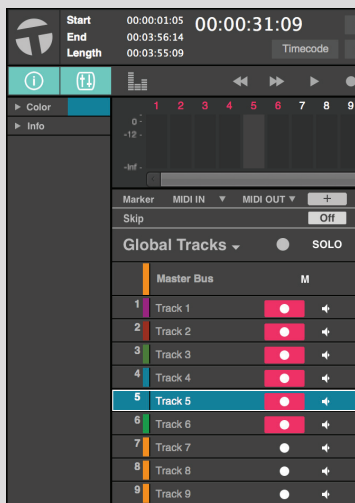 Start 00:00:01:05 00:00:31:09
End 00:03:56:14
Length 00:03:55:09 Timecode
Color
Info
1 2 3 4 5 6 7 8 9
0 -
-12 -
-Inf -
Marker MIDI IN ▼ MIDI OUT ▼ +
Skip Off
Global Tracks SOLO
Master Bus M
1 Track 1
2 Track 2
3 Track 3
4 Track 4
5 Track 5
6 Track 6
7 Track 7
8 Track 8
9 Track 9